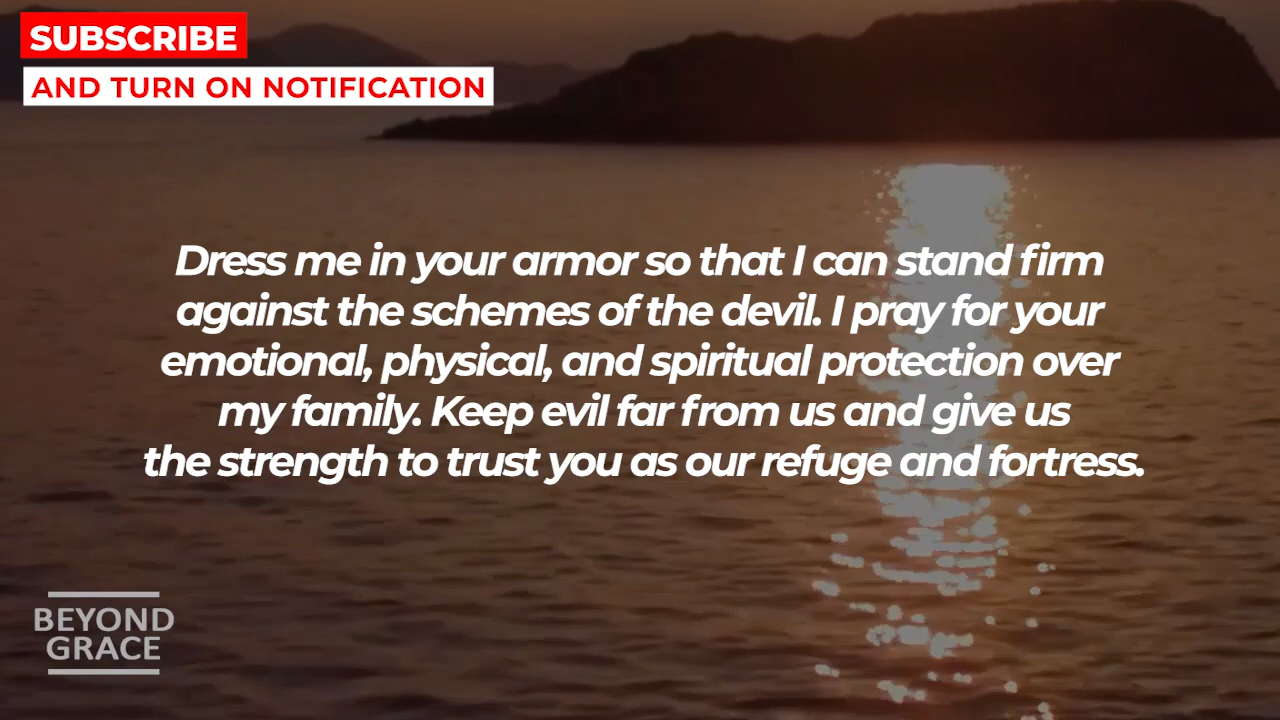 SUBSCRIBE
AND TURN ON NOTIFICATION
Dress me in your armor so that I can stand firm
against the schemes of the devil. I pray for your
emotional, physical, and spiritual protection over
my family. Keep evil far from us and give us
the strength to trust you as our refuge and fortress.
BEYOND
GRACE